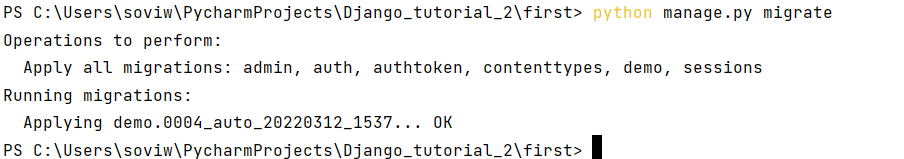 PS C:\Users\soviw\PycharmProjects\Django_tutorial_2\first> python manage.py migrate
Operations to perform:
  Apply all migrations: admin, auth, authtoken, contenttypes, demo, sessions
Running migrations:
  Applying demo.0004_auto_20220312_1537... OK
PS C:\Users\soviw\PycharmProjects\Django_tutorial_2\first>